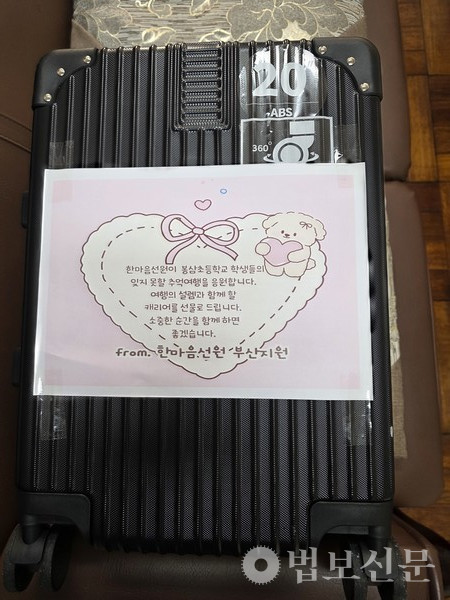 20
ABS
360°
한마음선원이 봉삼초등학교 학생들의
잊지 못할 추억여행을 응원합니다.
여행의 설렘과 함께 할
캐리어를 선물로 드립니다.
소중한 순간을 함께 하면
좋겠습니다.
from. 한마음선원 부산지원
법보신문